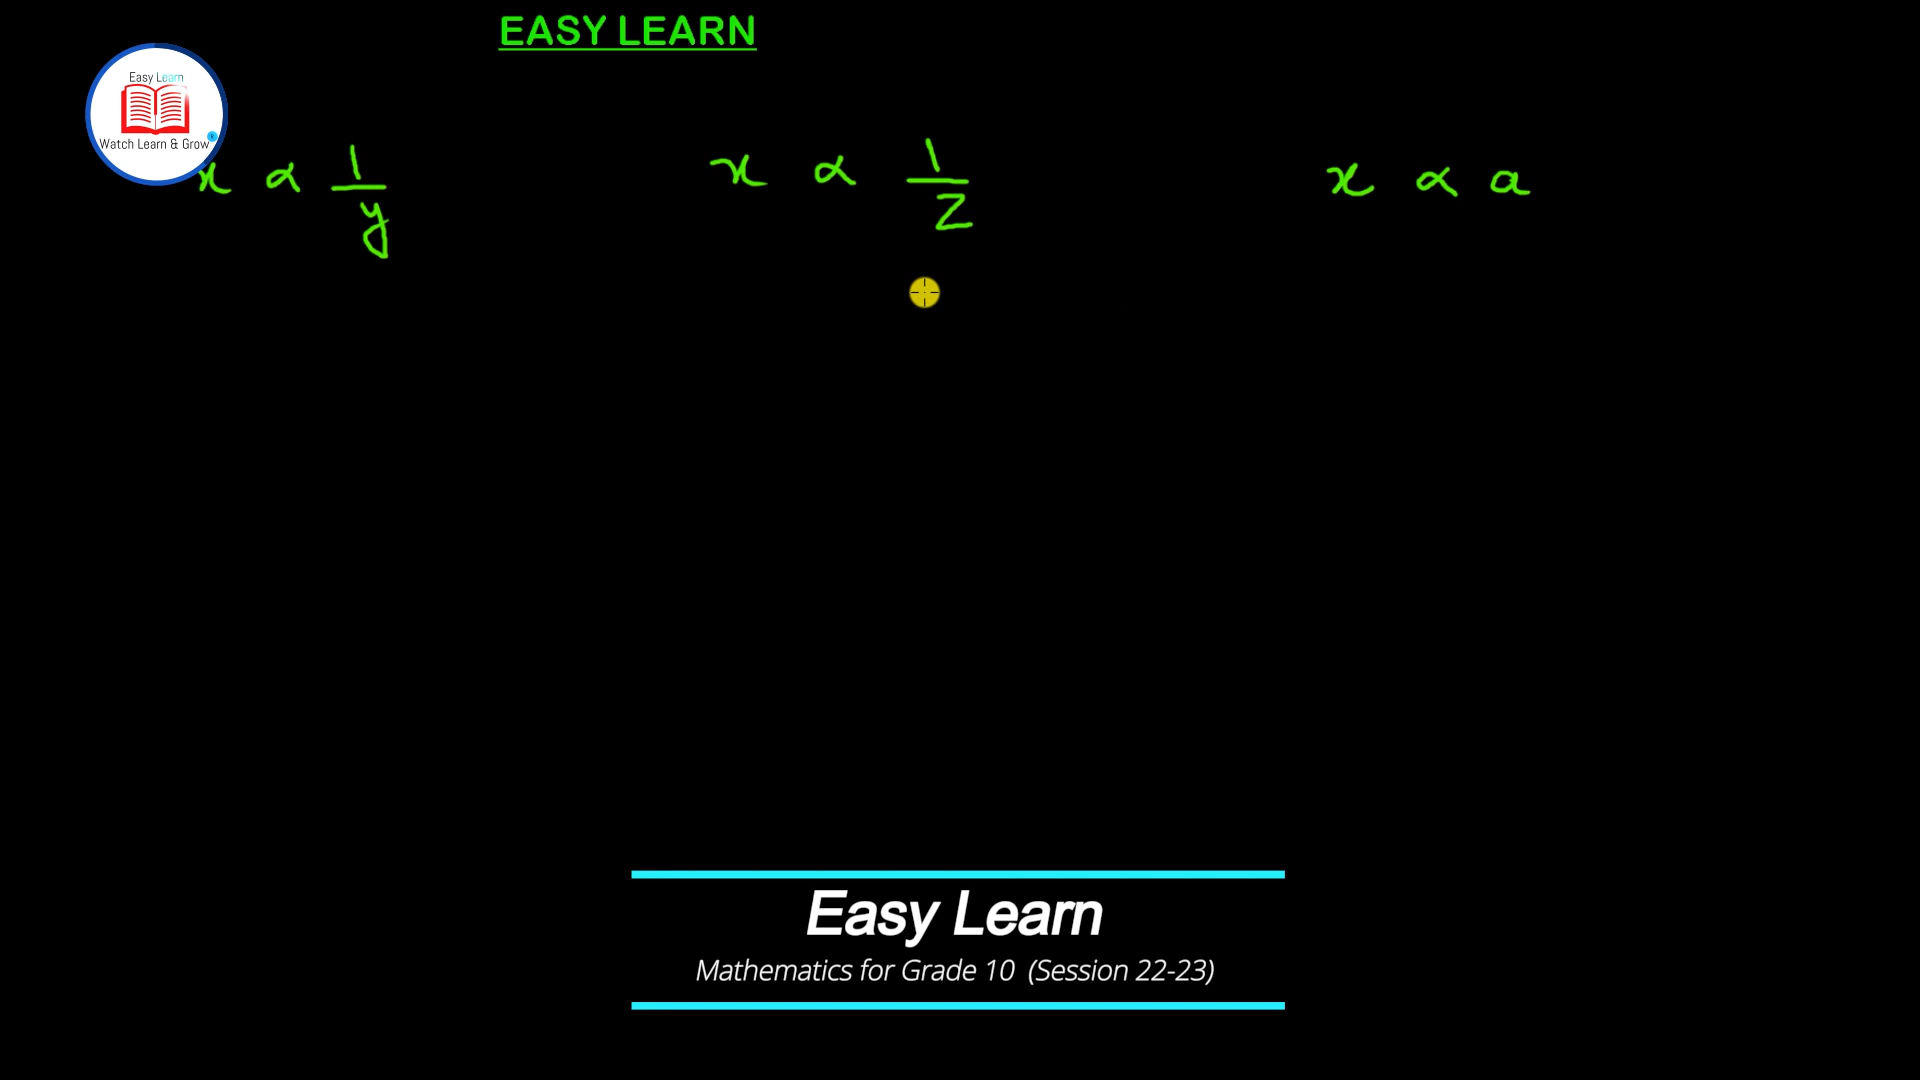 EASY LEARN
Easy Learn
Watch Learn & Grow
x ∝ 1/y
x ∝ 1/z
x ∝ a
Easy Learn
Mathematics for Grade 10 (Session 22-23)